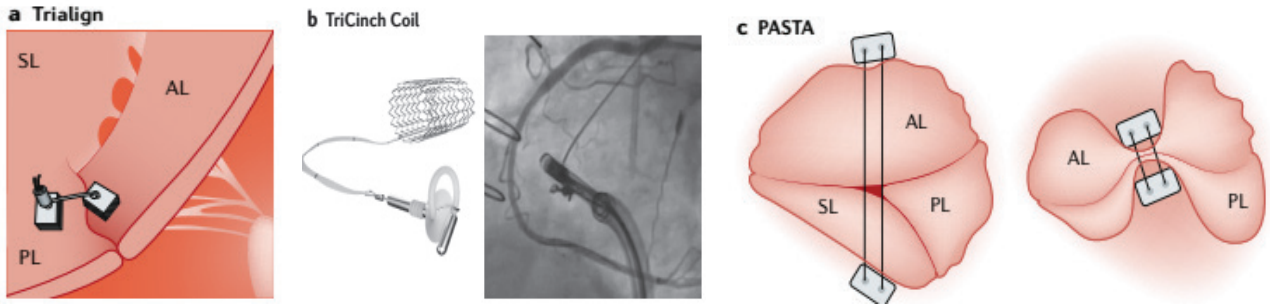 a Trialign
SL
AL
PL
b TriCinch Coil
c PASTA
AL
SL
PL
AL
PL